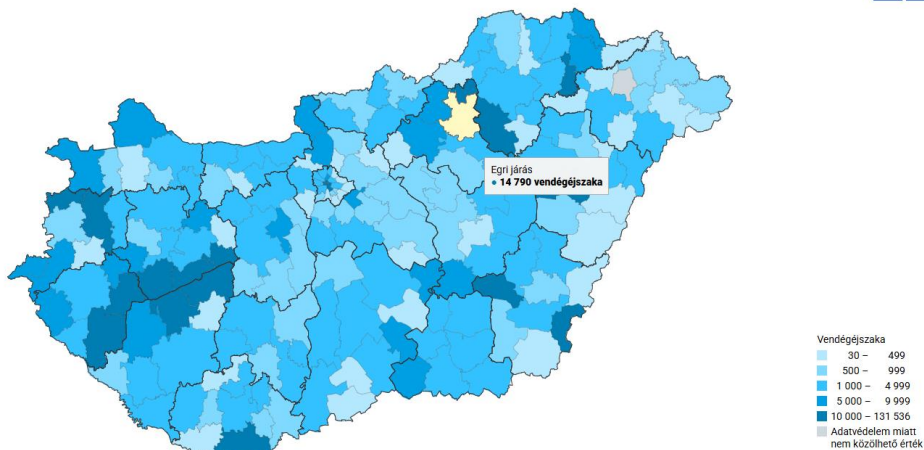 Egri járás
● 14 790 vendégéjszaka
Vendégéjszaka
30 – 499
500 – 999
1 000 – 4 999
5 000 – 9 999
10 000 – 131 536
Adatvédelem miatt
nem közölhető érték